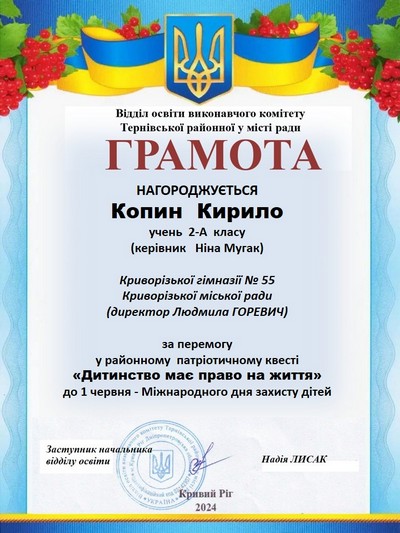 Відділ освіти виконавчого комітету
Тернівської районної у місті ради
ГРАМОТА
НАГОРОДЖУЄТЬСЯ
Копин Кирило
учень 2-А класу
(керівник Ніна Мугак)
Криворізької гімназії № 55
Криворізької міської ради
(директор Людмила ГОРЕВИЧ)
за перемогу
у районному патріотичному квесті
«Дитинство має право на життя»
до 1 червня - Міжнародного дня захисту дітей
Заступник начальника
відділу освіти
Надія ЛИСАК
УКРАЇНА
Кривий Ріг
2024